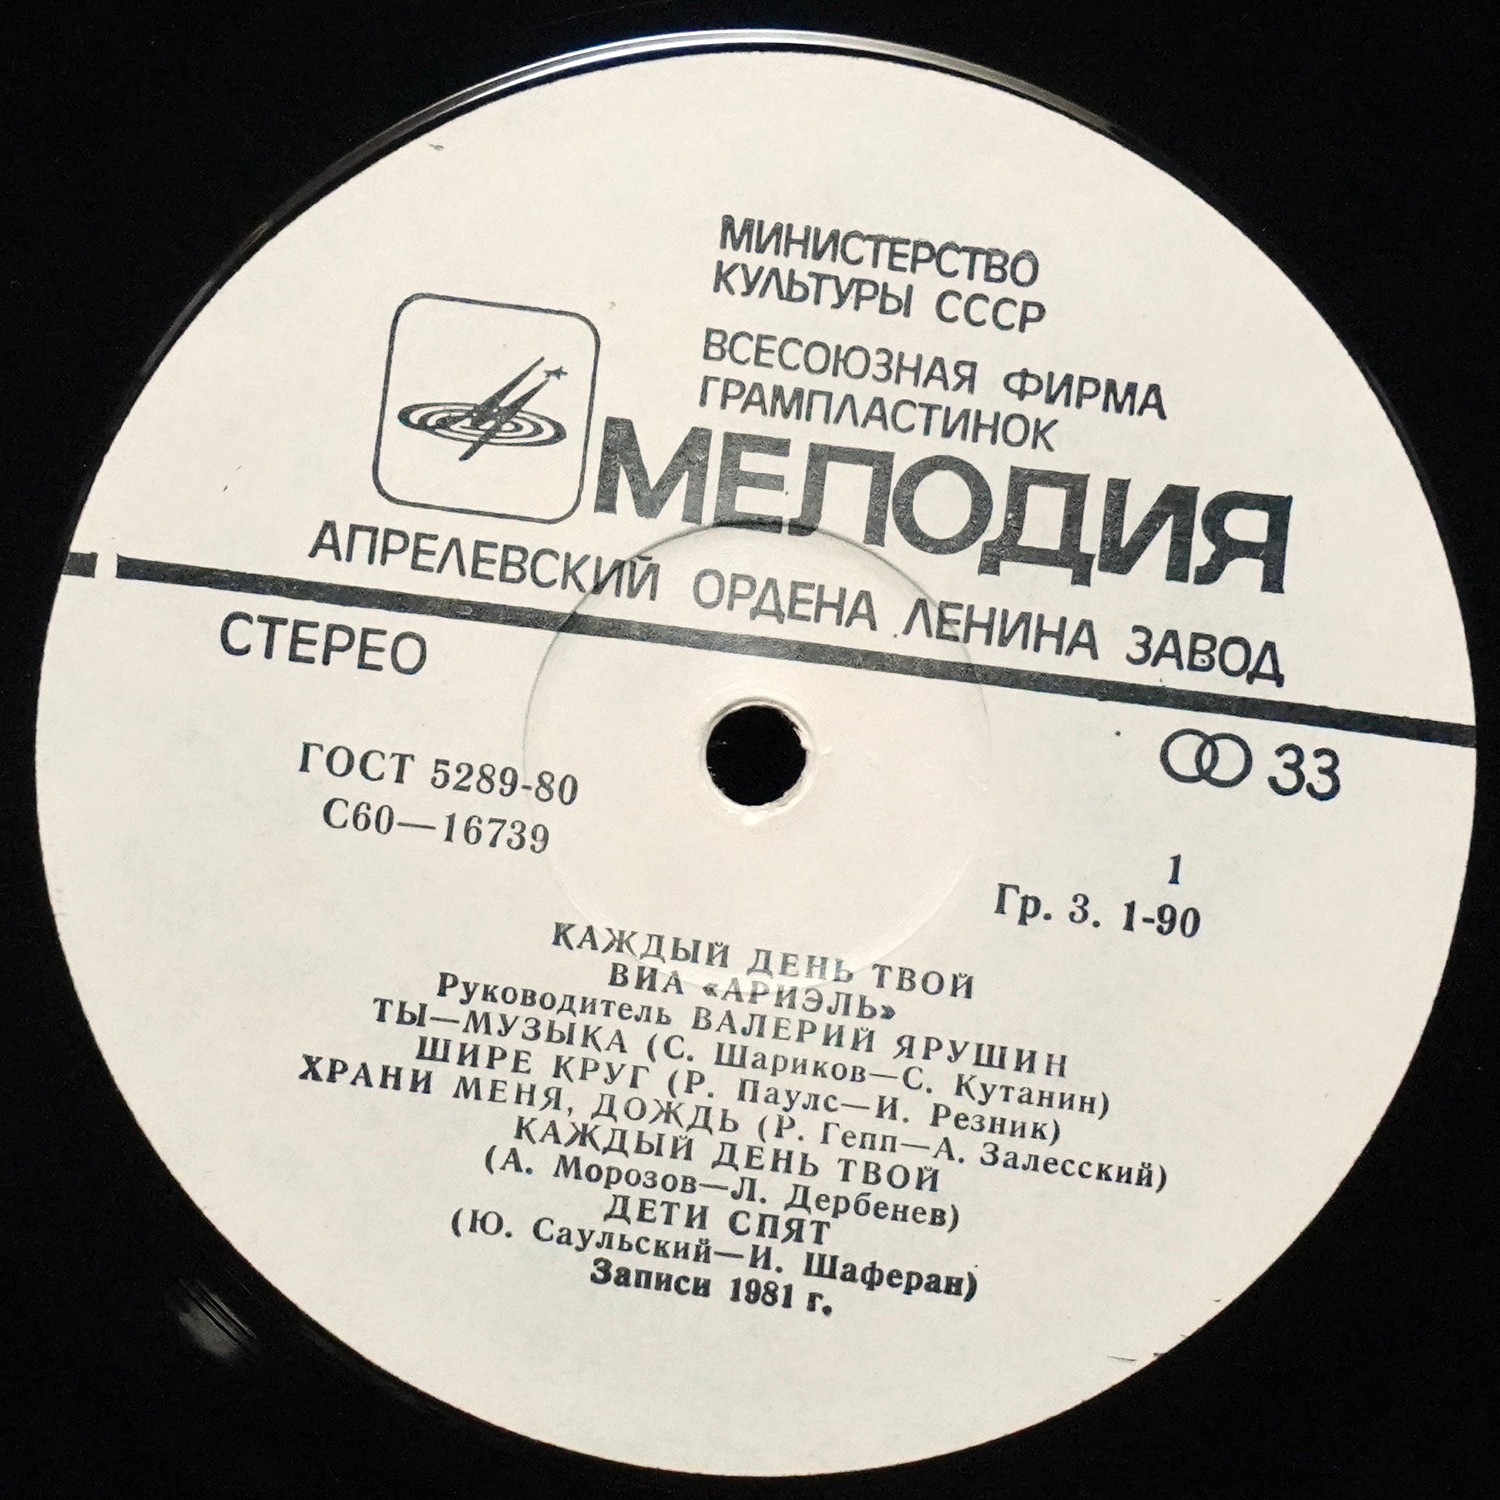 МИНИСТЕРСТВО
КУЛЬТУРЫ СССР
ВСЕСОЮЗНАЯ ФИРМА
ГРАМПЛАСТИНОК
МЕЛОДИЯ
АПРЕЛЕВСКИЙ ОРДЕНА ЛЕНИНА ЗАВОД
СТЕРЕО
33
ГОСТ 5289-80
С60—16739
1
Гр. 3. 1-90
КАЖДЫЙ ДЕНЬ ТВОЙ
ВИА «АРИЭЛЬ»
Руководитель ВАЛЕРИЙ ЯРУШИН
ТЫ—МУЗЫКА (С. Шариков—С. Кутанин)
ШИРЕ КРУГ (Р. Паулс—И. Резник)
ХРАНИ МЕНЯ, ДОЖДЬ (Р. Гепп—А. Залесский)
КАЖДЫЙ ДЕНЬ ТВОЙ
(А. Морозов—Л. Дербенев)
ДЕТИ СПЯТ
(Ю. Саульский—И. Шаферан)
Записи 1981 г.